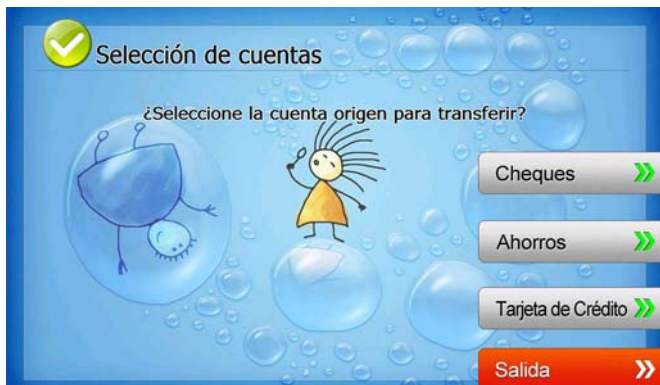 Selección de cuentas
¿Seleccione la cuenta origen para transferir?
Cheques
Ahorros
Tarjeta de Crédito
Salida